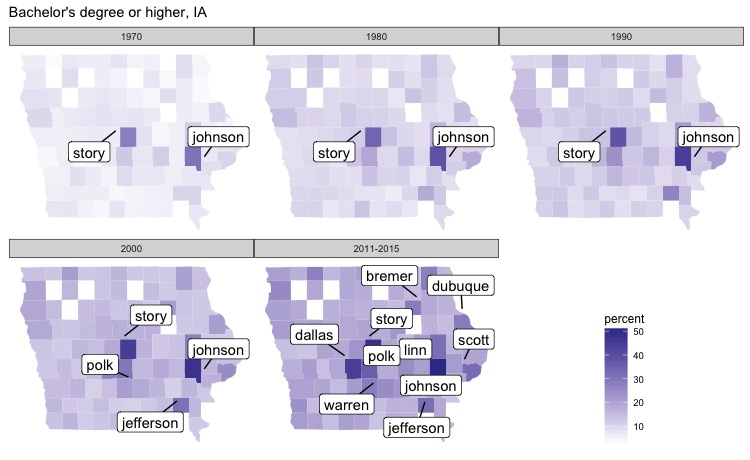 Bachelor's degree or higher, IA
1970
1980
1990
johnson
story
johnson
story
johnson
story
2000
2011-2015
story
johnson
polk
jefferson
bremer
dubuque
story
dallas
scott
linn
polk
johnson
warren
jefferson
percent
50
40
30
20
10